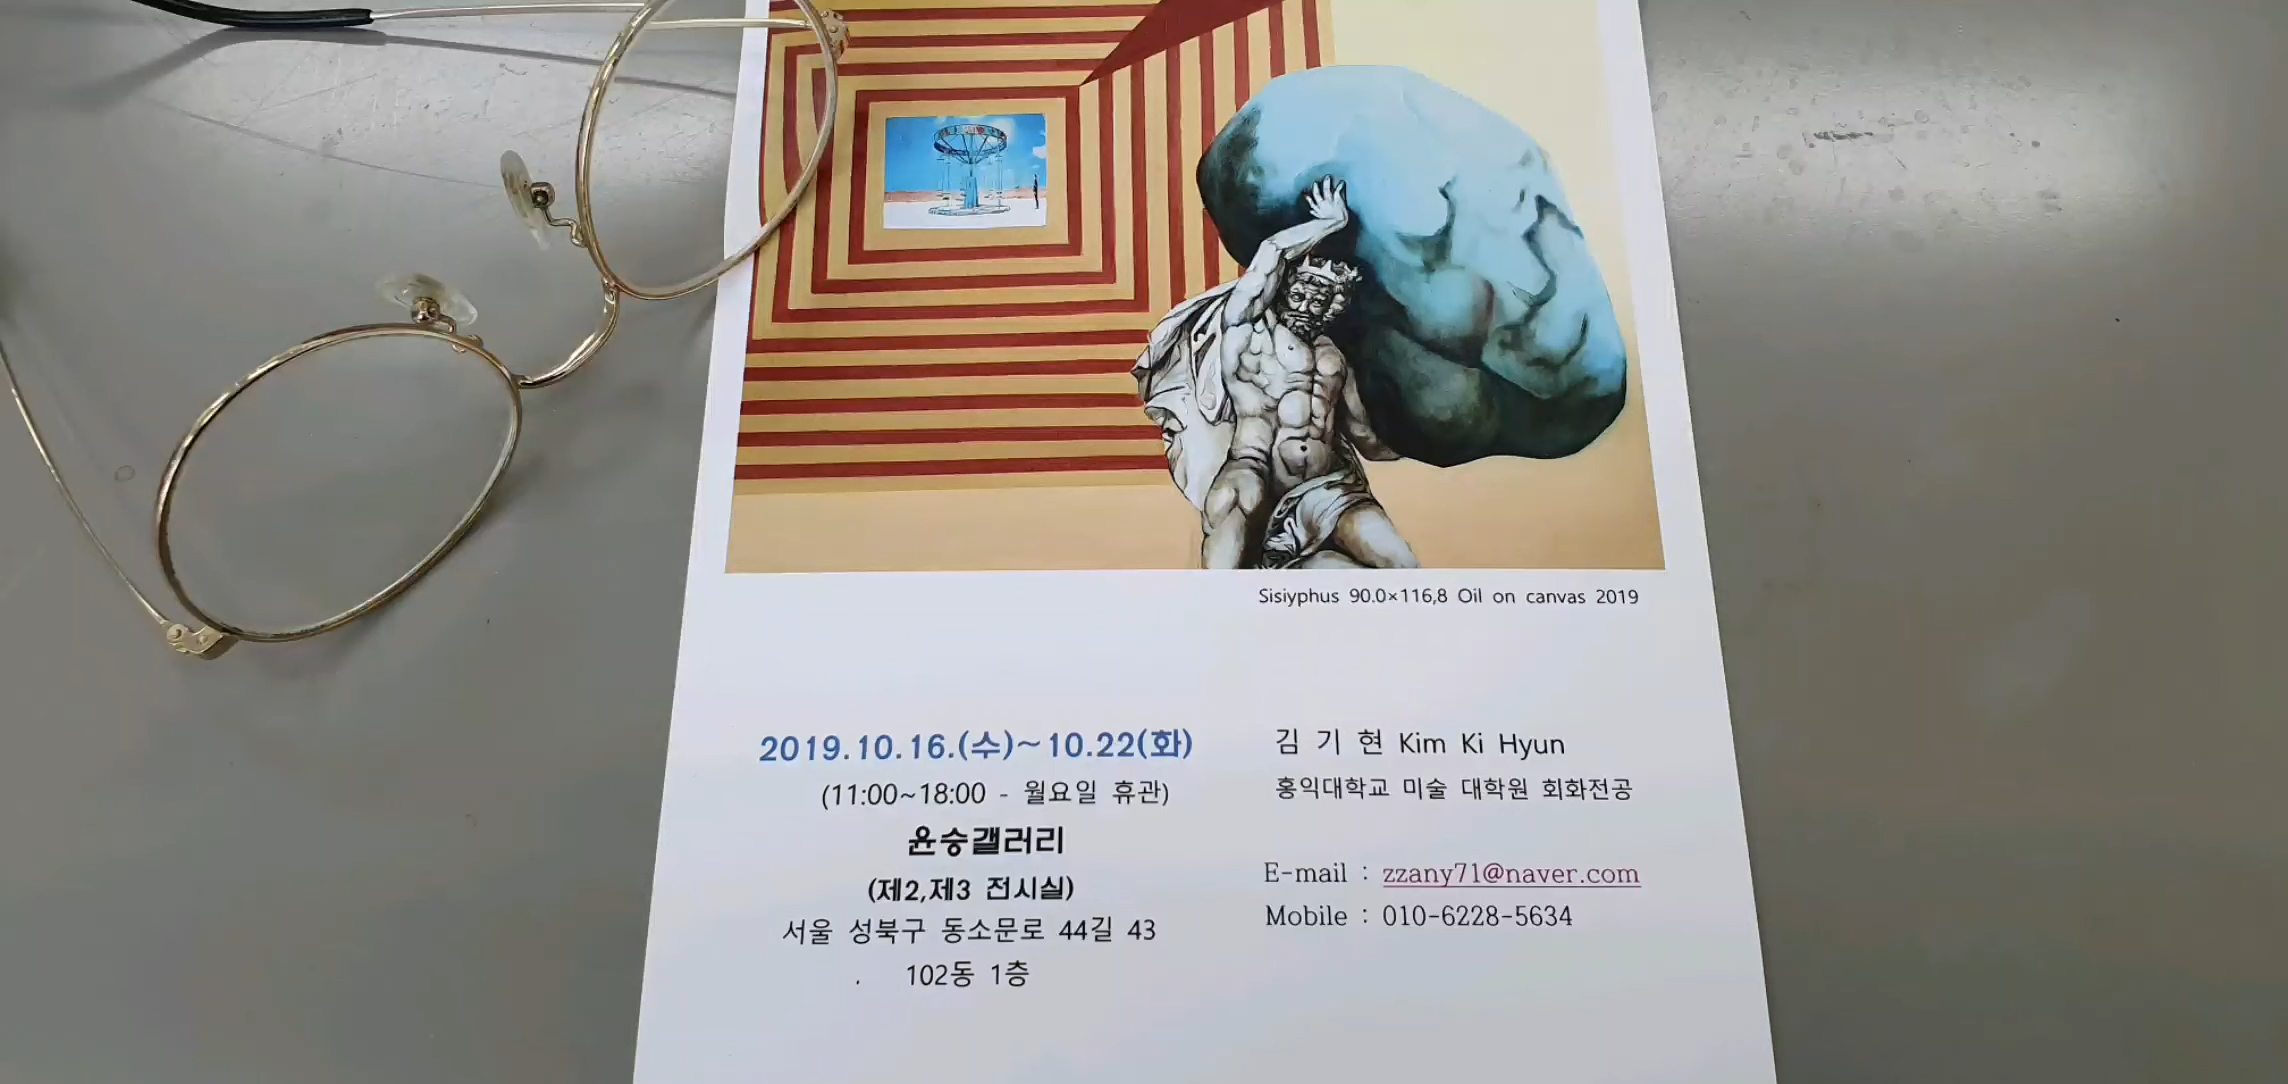 Sisiyphus 90.0×116,8 Oil on canvas 2019
2019.10.16.(수)~10.22(화)
(11:00~18:00 - 월요일 휴관)
윤승갤러리
(제2,제3 전시실)
서울 성북구 동소문로 44길 43
. 102동 1층
김 기 현 Kim Ki Hyun
홍익대학교 미술 대학원 회화전공
E-mail : zzany71@naver.com
Mobile : 010-6228-5634